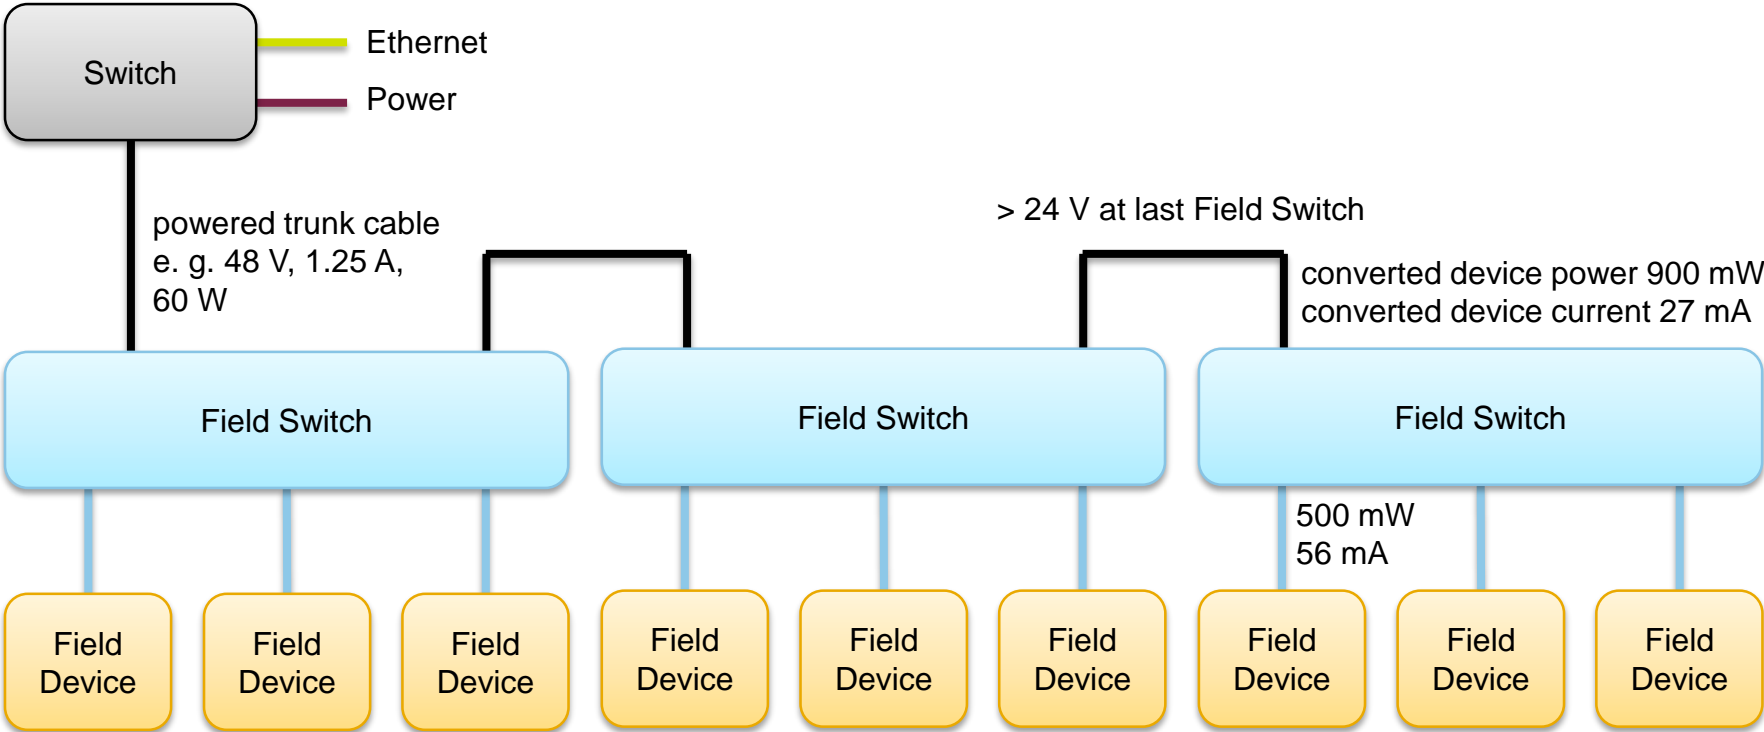 Switch
Ethernet
Power
powered trunk cable
e. g. 48 V, 1.25 A,
60 W
> 24 V at last Field Switch
converted device power 900 mW
converted device current 27 mA
Field Switch
Field Switch
Field Switch
500 mW
56 mA
Field
Device
Field
Device
Field
Device
Field
Device
Field
Device
Field
Device
Field
Device
Field
Device
Field
Device